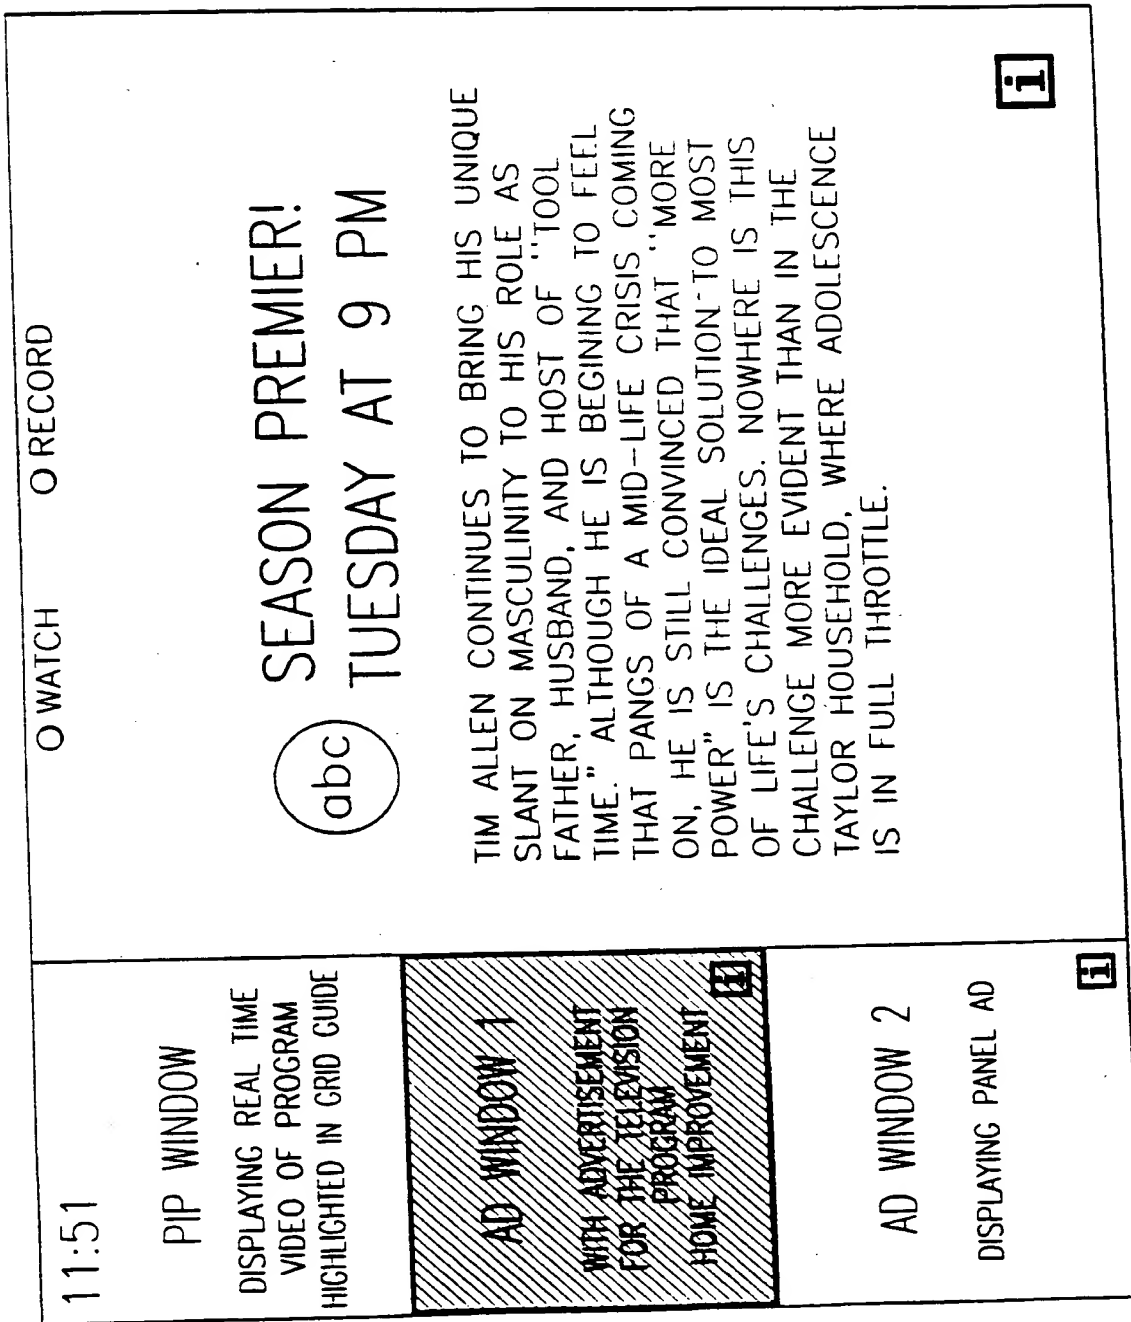 11:51
O WATCH O RECORD
PIP WINDOW
DISPLAYING REAL TIME
VIDEO OF PROGRAM
HIGHLIGHTED IN GRID GUIDE
AD WINDOW 1
WITH ADVERTISEMENT
FOR THE TELEVISION
PROGRAM
HOME IMPROVEMENT
i
AD WINDOW 2
DISPLAYING PANEL AD
i
abc
SEASON PREMIER!
TUESDAY AT 9 PM
TIM ALLEN CONTINUES TO BRING HIS UNIQUE
SLANT ON MASCULINITY TO HIS ROLE AS
FATHER, HUSBAND, AND HOST OF ``TOOL
TIME." ALTHOUGH HE IS BEGINING TO FEEL
THAT PANGS OF A MID-LIFE CRISIS COMING
ON, HE IS STILL CONVINCED THAT ``MORE
POWER" IS THE IDEAL SOLUTION TO MOST
OF LIFE'S CHALLENGES. NOWHERE IS THIS
CHALLENGE MORE EVIDENT THAN IN THE
TAYLOR HOUSEHOLD, WHERE ADOLESCENCE
IS IN FULL THROTTLE.
i